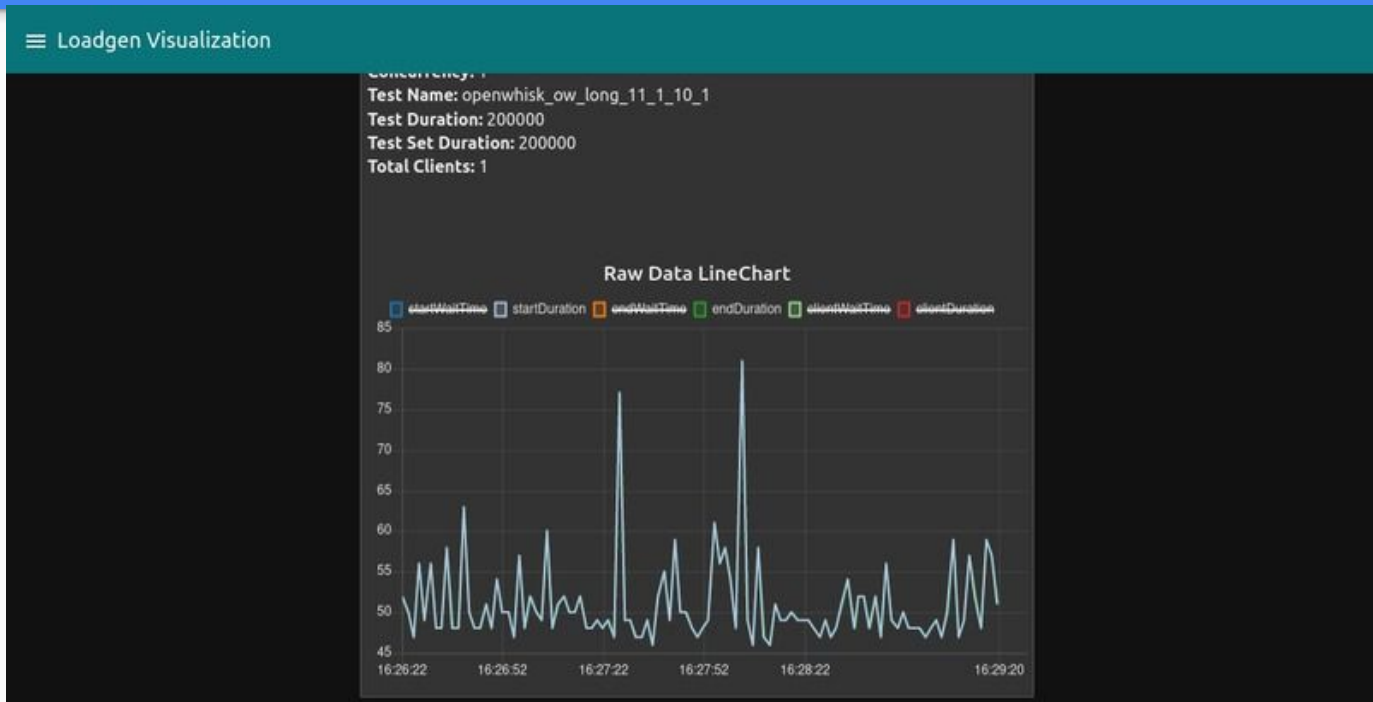 Loadgen Visualization
Concurrency: 1
Test Name: openwhisk_ow_long_11_1_10_1
Test Duration: 200000
Test Set Duration: 200000
Total Clients: 1
Raw Data LineChart
startWaitTime startDuration endWaitTime endDuration clientWaitTime clientDuration
85
80
75
70
65
60
55
50
45
16:26:22 16:26:52 16:27:22 16:27:52 16:28:22 16:29:20